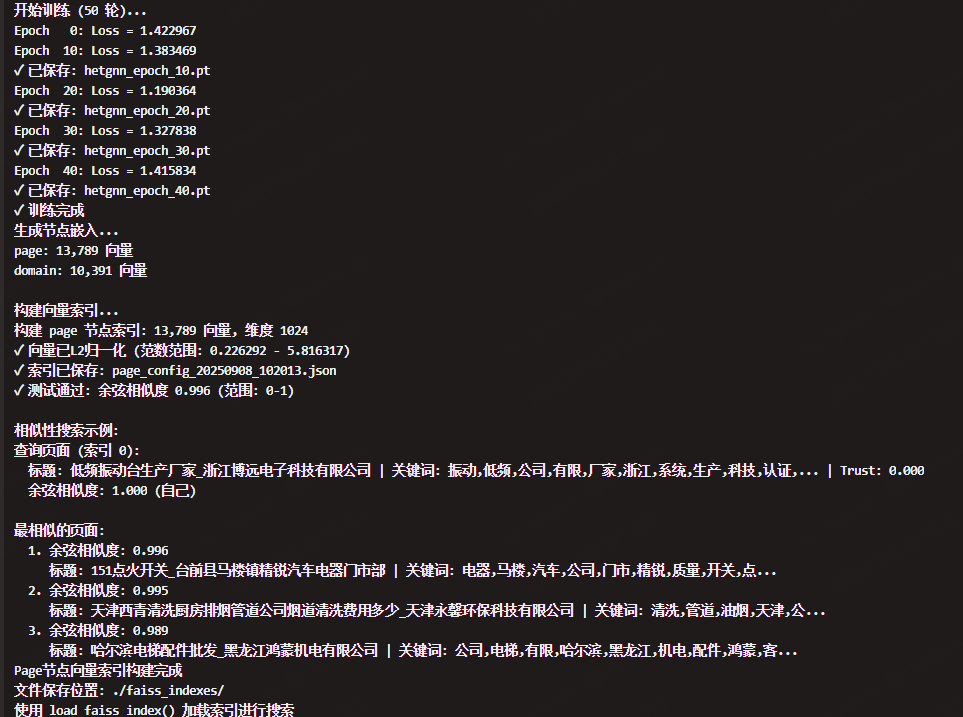 开始训练 (50 轮)...
Epoch   0: Loss = 1.422967
Epoch  10: Loss = 1.383469
✓ 已保存: hetgnn_epoch_10.pt
Epoch  20: Loss = 1.190364
✓ 已保存: hetgnn_epoch_20.pt
Epoch  30: Loss = 1.327838
✓ 已保存: hetgnn_epoch_30.pt
Epoch  40: Loss = 1.415834
✓ 已保存: hetgnn_epoch_40.pt
✓ 训练完成
生成节点嵌入...
page: 13,789 向量
domain: 10,391 向量
构建向量索引...
构建 page 节点索引: 13,789 向量, 维度 1024
✓ 向量已L2归一化 (范数范围: 0.226292 - 5.816317)
✓ 索引已保存: page_config_20250908_102013.json
✓ 测试通过: 余弦相似度 0.996 (范围: 0-1)
相似性搜索示例:
查询页面 (索引 0):
标题: 低频振动台生产厂家_浙江博远电子科技有限公司 | 关键词: 振动,低频,公司,有限,厂家,浙江,系统,生产,科技,认证,... | Trust: 0.000
余弦相似度: 1.000 (自己)
最相似的页面:
1. 余弦相似度: 0.996
标题: 151点火开关_台前县马楼镇精锐汽车电器门市部 | 关键词: 电器,马楼,汽车,公司,门市,精锐,质量,开关,点...
2. 余弦相似度: 0.995
标题: 天津西青清洗厨房排烟管道公司烟道清洗费用多少_天津永馨环保科技有限公司 | 关键词: 清洗,管道,油烟,天津,公...
3. 余弦相似度: 0.989
标题: 哈尔滨电梯配件批发_黑龙江鸿蒙机电有限公司 | 关键词: 公司,电梯,有限,哈尔滨,黑龙江,机电,配件,鸿蒙,客...
Page节点向量索引构建完成
文件保存位置: ./faiss_indexes/
使用 load_faiss_index() 加载索引进行搜索